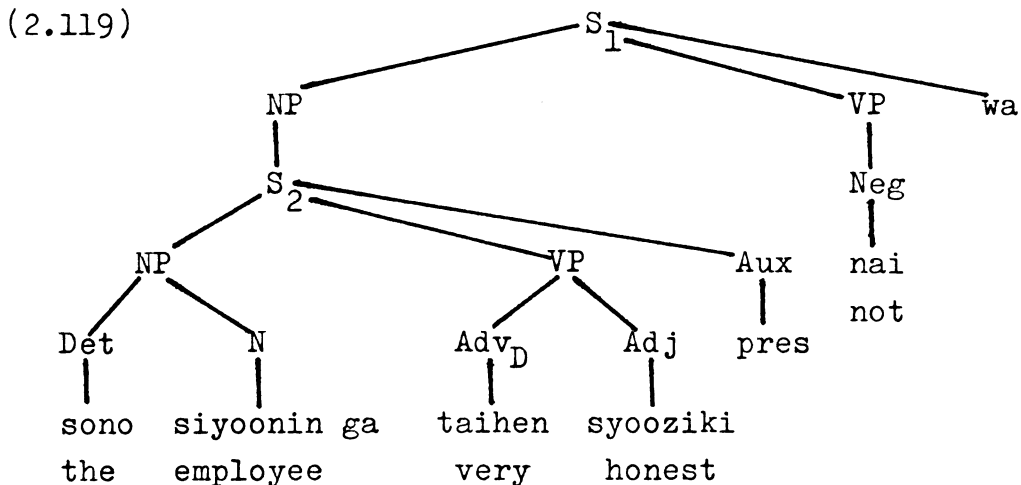 (2.119)
S1
NP VP wa
S2 Neg
NP VP Aux nai
not
Det N AdvD Adj pres
sono siyoonin ga taihen syooziki
the employee very honest